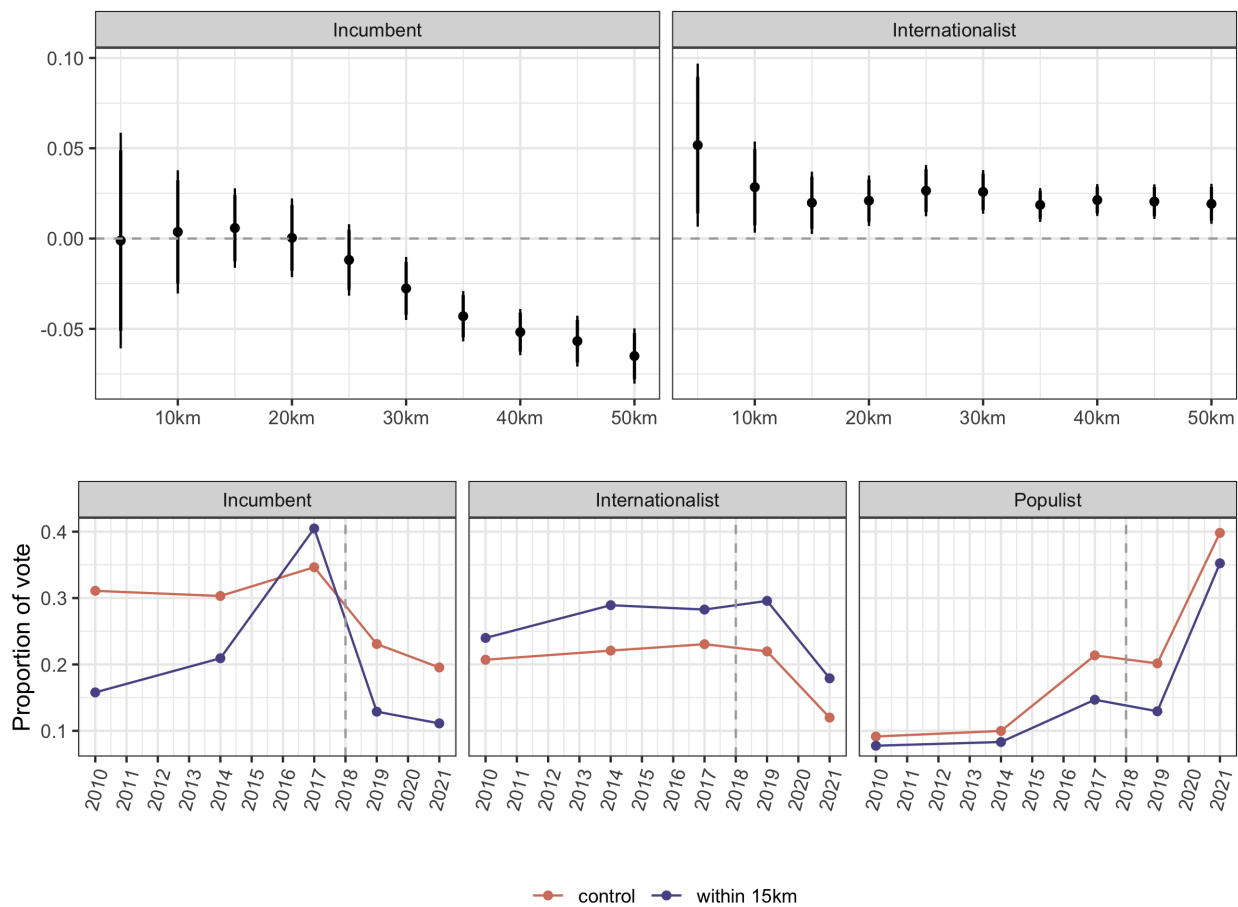 Incumbent Internationalist
0.10
0.05
0.00
-0.05
10km 20km 30km 40km 50km 10km 20km 30km 40km 50km
Incumbent Internationalist Populist
Proportion of vote
0.4
0.3
0.2
0.1
2010 2011 2012 2013 2014 2015 2016 2017 2018 2019 2020 2021 2010 2011 2012 2013 2014 2015 2016 2017 2018 2019 2020 2021 2010 2011 2012 2013 2014 2015 2016 2017 2018 2019 2020 2021
control within 15km